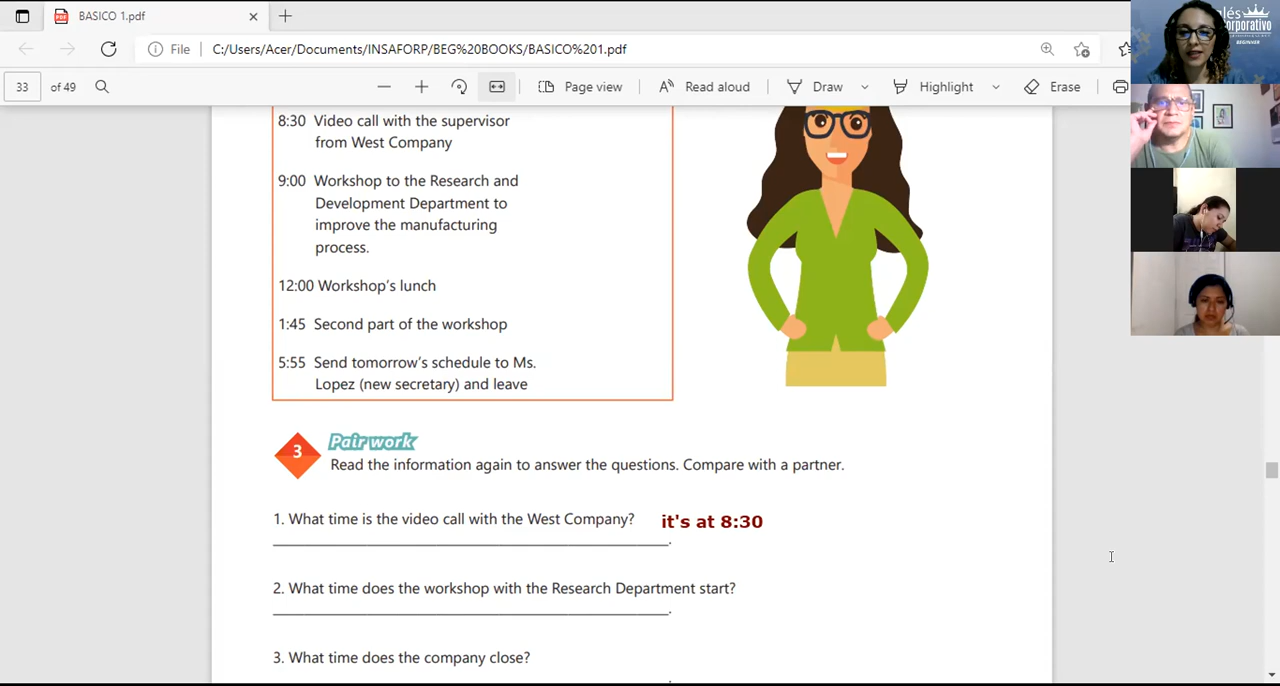 BASICO 1.pdf
File C:/Users/Acer/Documents/INSAFORP/BEG%20BOOKS/BASICO%201.pdf
33 of 49 Page view Read aloud Draw Highlight Erase
8:30 Video call with the supervisor
from West Company
9:00 Workshop to the Research and
Development Department to
improve the manufacturing
process.
12:00 Workshop's lunch
1:45 Second part of the workshop
5:55 Send tomorrow's schedule to Ms.
Lopez (new secretary) and leave
3 Pair work
Read the information again to answer the questions. Compare with a partner.
1. What time is the video call with the West Company? it's at 8:30
2. What time does the workshop with the Research Department start?
3. What time does the company close?
BEGINNER